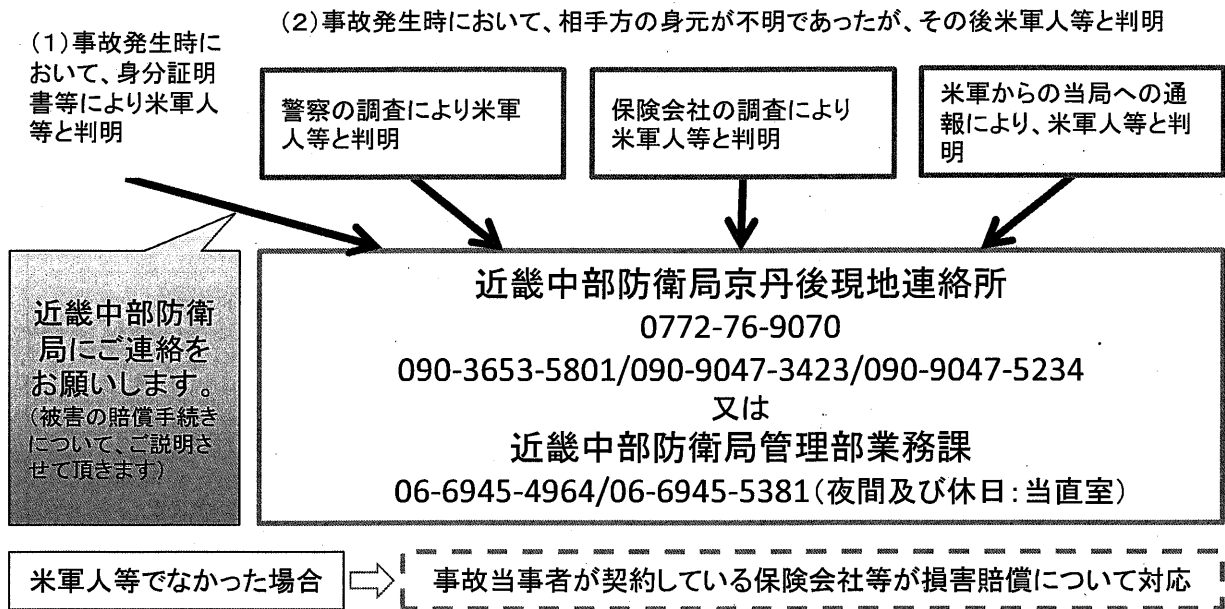 (1)事故発生時に
おいて、身分証明
書等により米軍人
等と判明
(2)事故発生時において、相手方の身元が不明であったが、その後米軍人等と判明
警察の調査により米軍
人等と判明
保険会社の調査により
米軍人等と判明
米軍からの当局への通
報により、米軍人等と判
明
近畿中部防衛
局にご連絡を
お願いします。
(被害の賠償手続き
について、ご説明さ
せて頂きます)
近畿中部防衛局京丹後現地連絡所
0772-76-9070
090-3653-5801/090-9047-3423/090-9047-5234
又は
近畿中部防衛局管理部業務課
06-6945-4964/06-6945-5381(夜間及び休日:当直室)
米軍人等でなかった場合
事故当事者が契約している保険会社等が損害賠償について対応